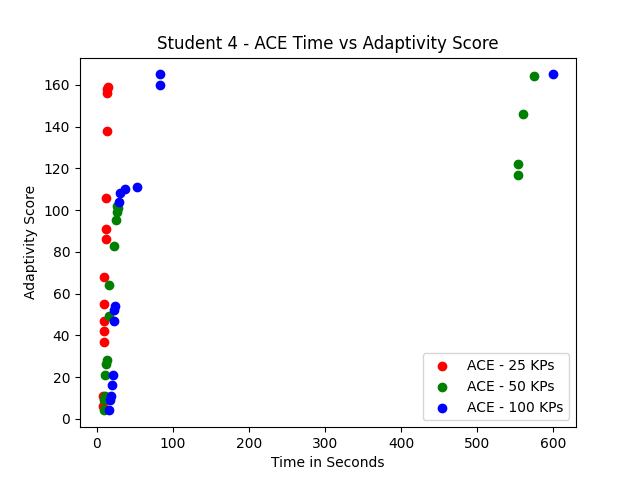 Student 4 - ACE Time vs Adaptivity Score
Adaptivity Score
160
140
120
100
80
60
40
20
0
0 100 200 300 400 500 600
Time in Seconds
ACE - 25 KPs
ACE - 50 KPs
ACE - 100 KPs